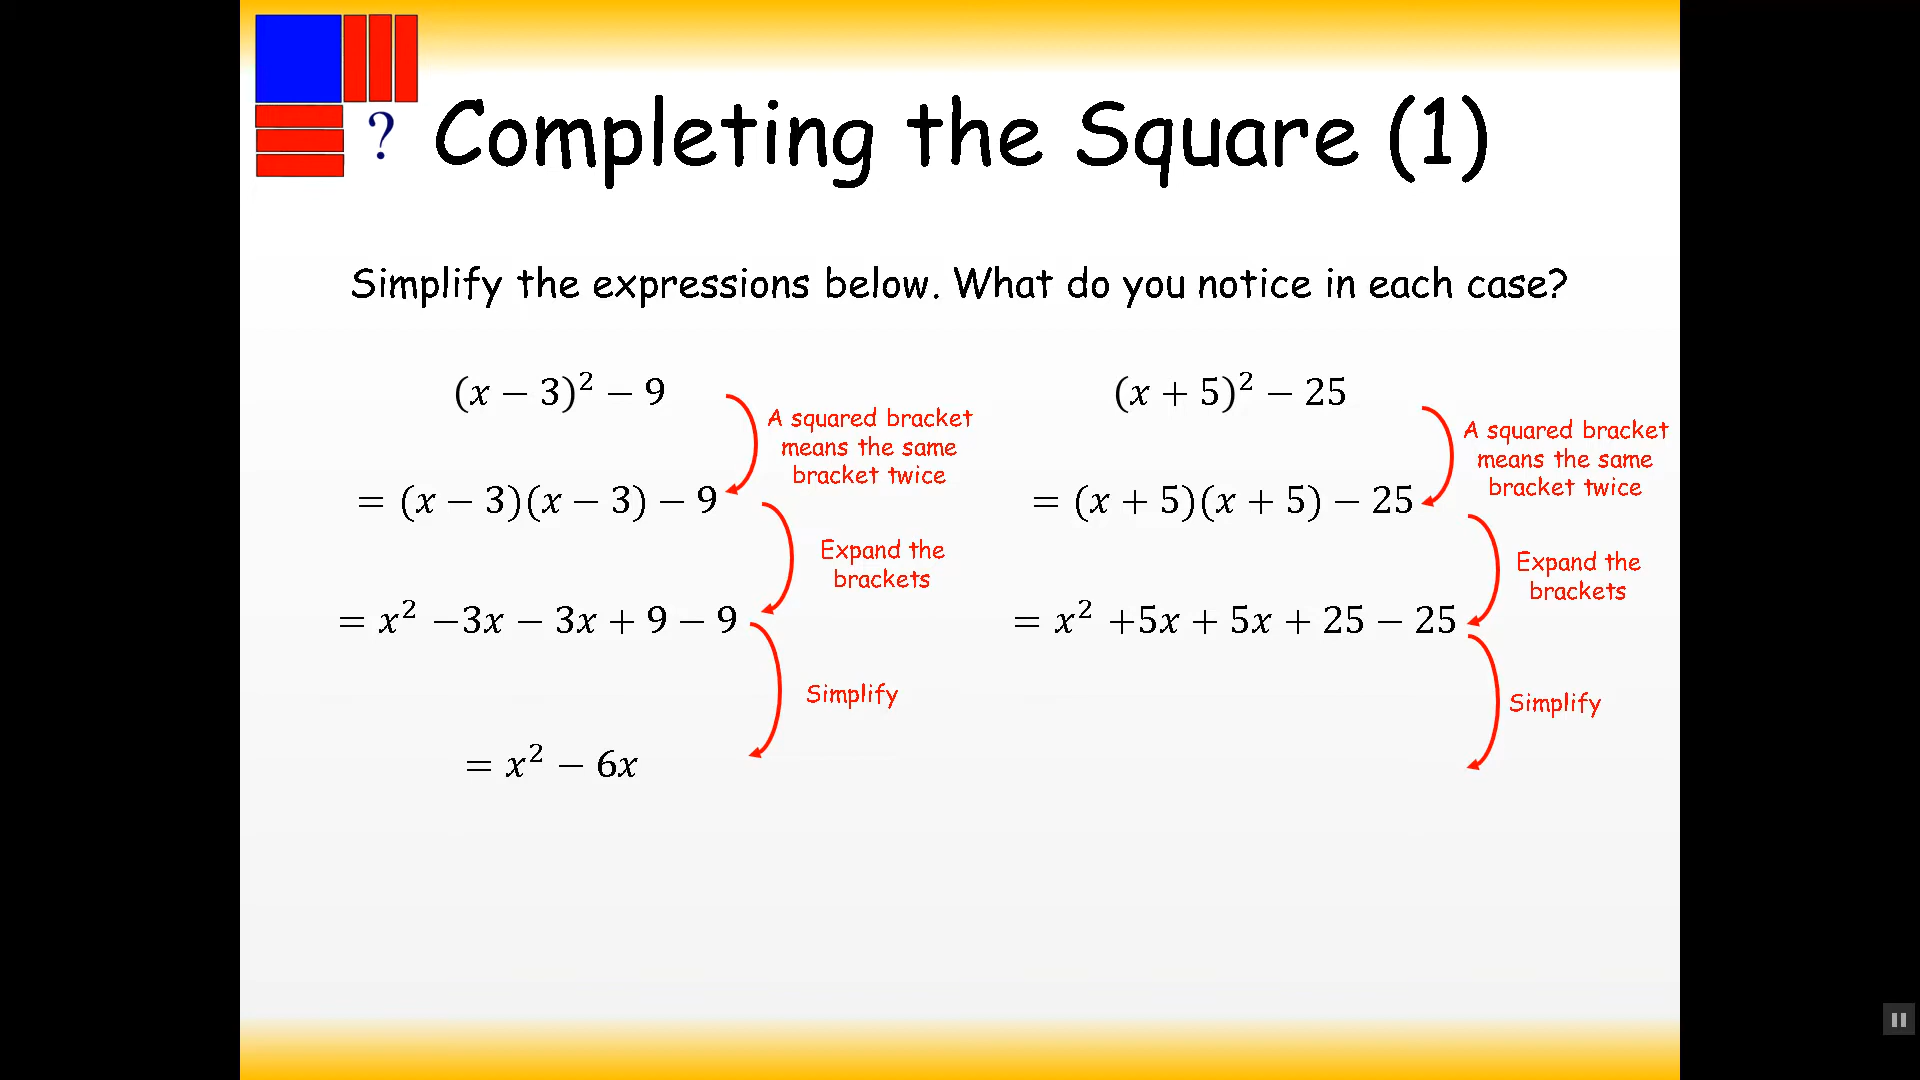 ?
Completing the Square (1)
Simplify the expressions below. What do you notice in each case?
(x − 3)² − 9
A squared bracket
means the same
bracket twice
= (x − 3)(x − 3) − 9
Expand the
brackets
= x² −3x − 3x + 9 − 9
Simplify
= x² − 6x
(x + 5)² − 25
A squared bracket
means the same
bracket twice
= (x + 5)(x + 5) − 25
Expand the
brackets
= x² +5x + 5x + 25 − 25
Simplify